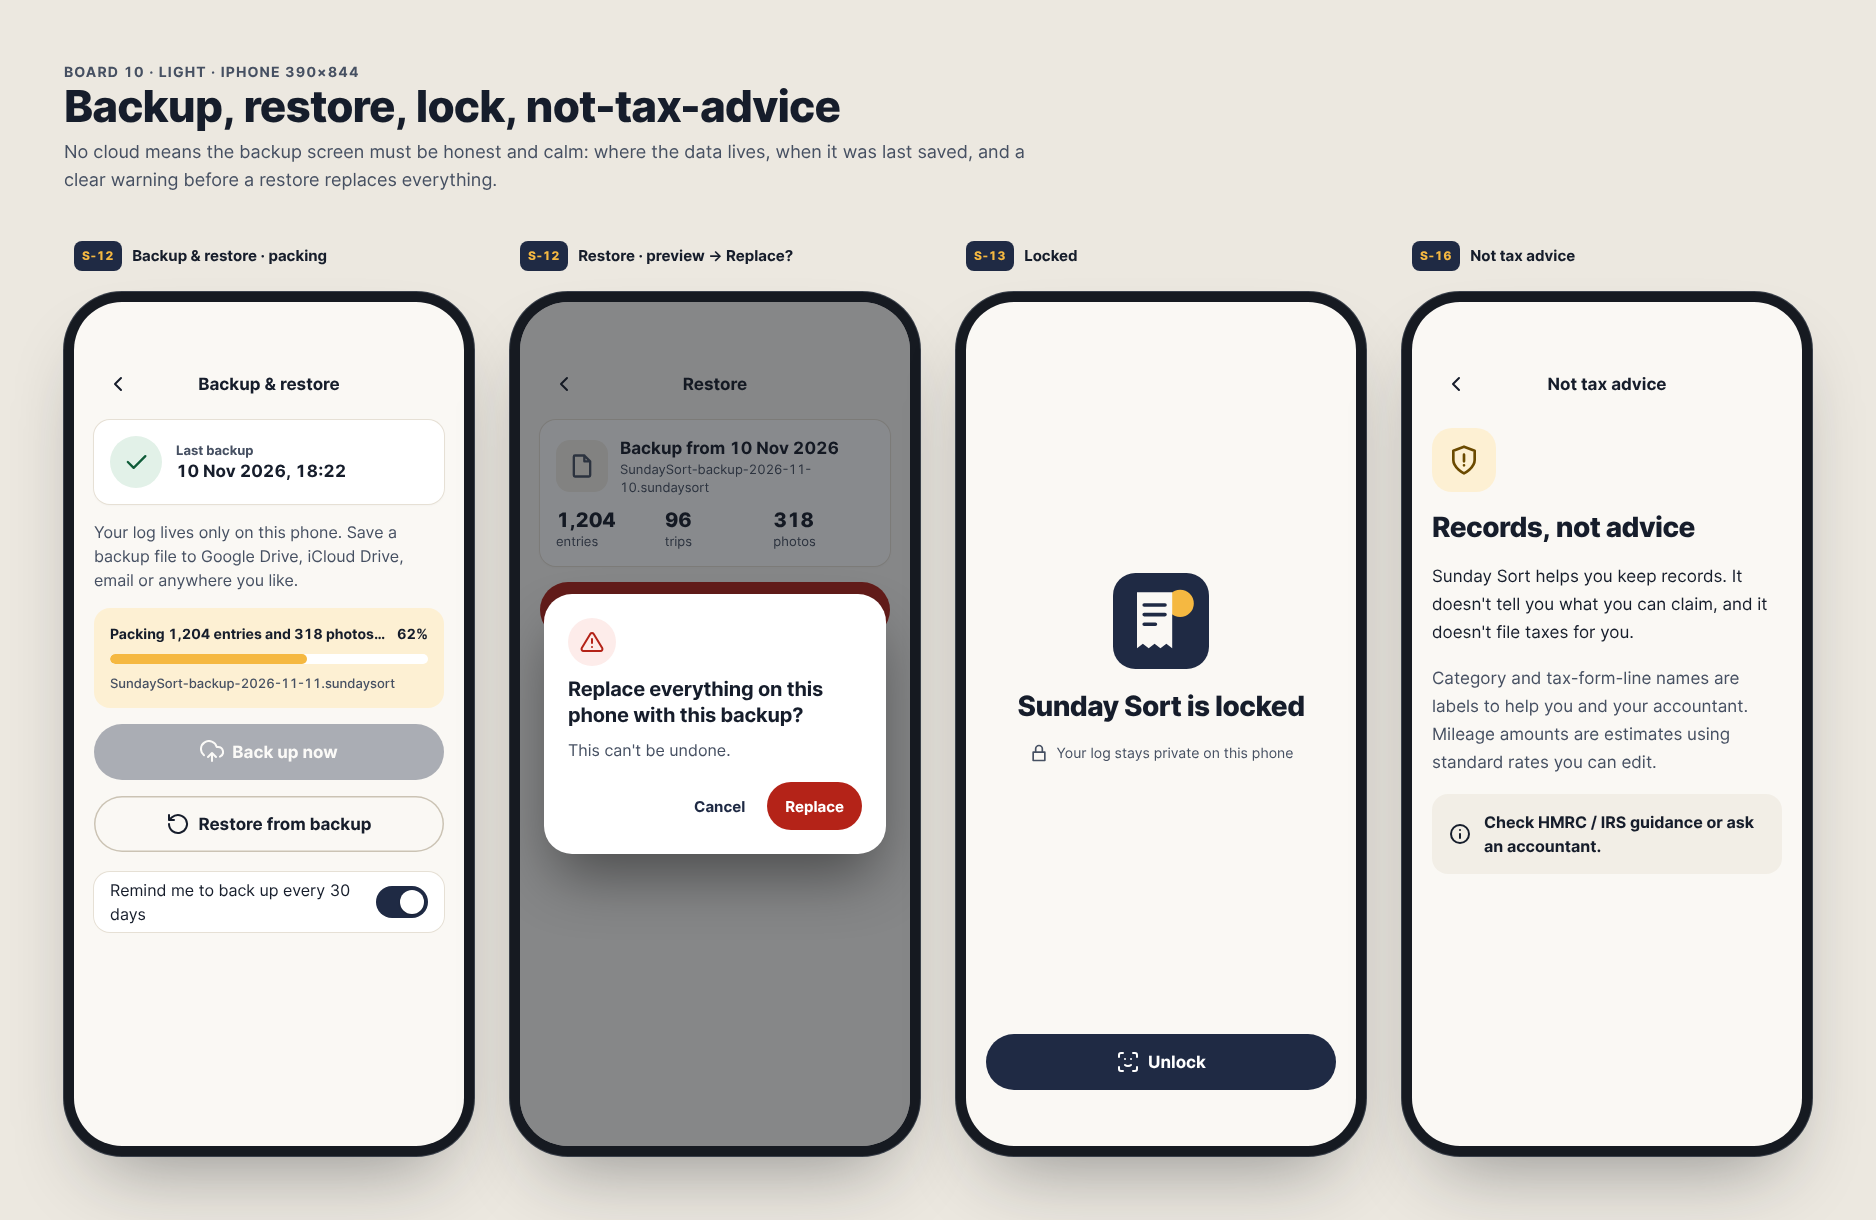 BOARD 10 · LIGHT · IPHONE 390×844
Backup, restore, lock, not-tax-advice
No cloud means the backup screen must be honest and calm: where the data lives, when it was last saved, and a
clear warning before a restore replaces everything.
S-12 Backup & restore · packing
Backup & restore
Last backup
10 Nov 2026, 18:22
Your log lives only on this phone. Save a
backup file to Google Drive, iCloud Drive,
email or anywhere you like.
Packing 1,204 entries and 318 photos… 62%
SundaySort-backup-2026-11-11.sundaysort
Back up now
Restore from backup
Remind me to back up every 30
days
S-12 Restore · preview → Replace?
Restore
Backup from 10 Nov 2026
SundaySort-backup-2026-11-
10.sundaysort
1,204 96 318
entries trips photos
Replace everything on this
phone with this backup?
This can't be undone.
Cancel Replace
S-13 Locked
Sunday Sort is locked
Your log stays private on this phone
Unlock
S-16 Not tax advice
Not tax advice
Records, not advice
Sunday Sort helps you keep records. It
doesn't tell you what you can claim, and it
doesn't file taxes for you.
Category and tax-form-line names are
labels to help you and your accountant.
Mileage amounts are estimates using
standard rates you can edit.
Check HMRC / IRS guidance or ask
an accountant.